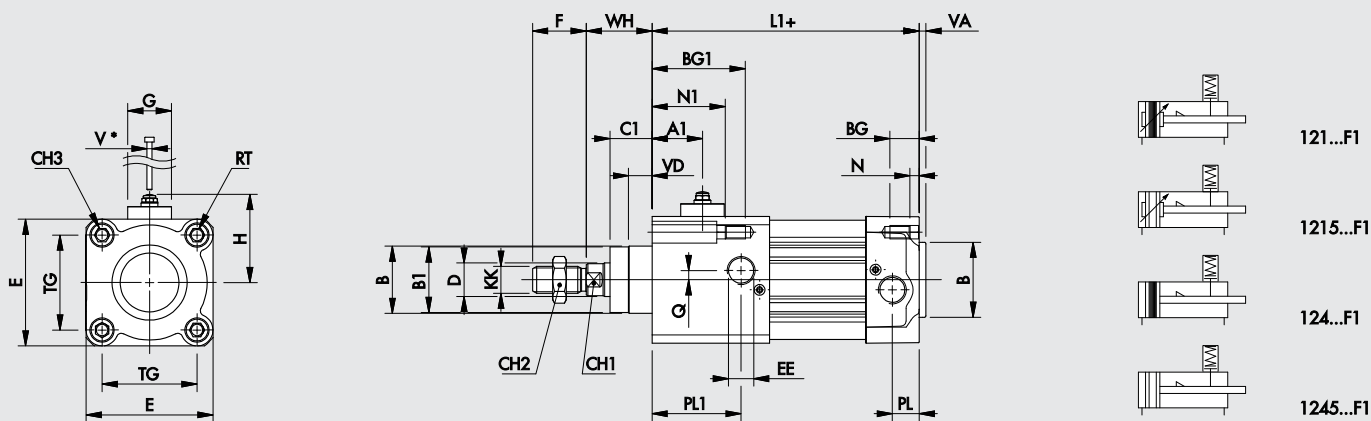 F
WH
L1+
VA
BG1
N1
C1
A1
BG
VD
N
G
V *
CH3
RT
H
E
TG
TG
E
B
B1
D
KK
Q
B
CH2
CH1
EE
PL1
PL
121...F1
1215...F1
124...F1
1245...F1